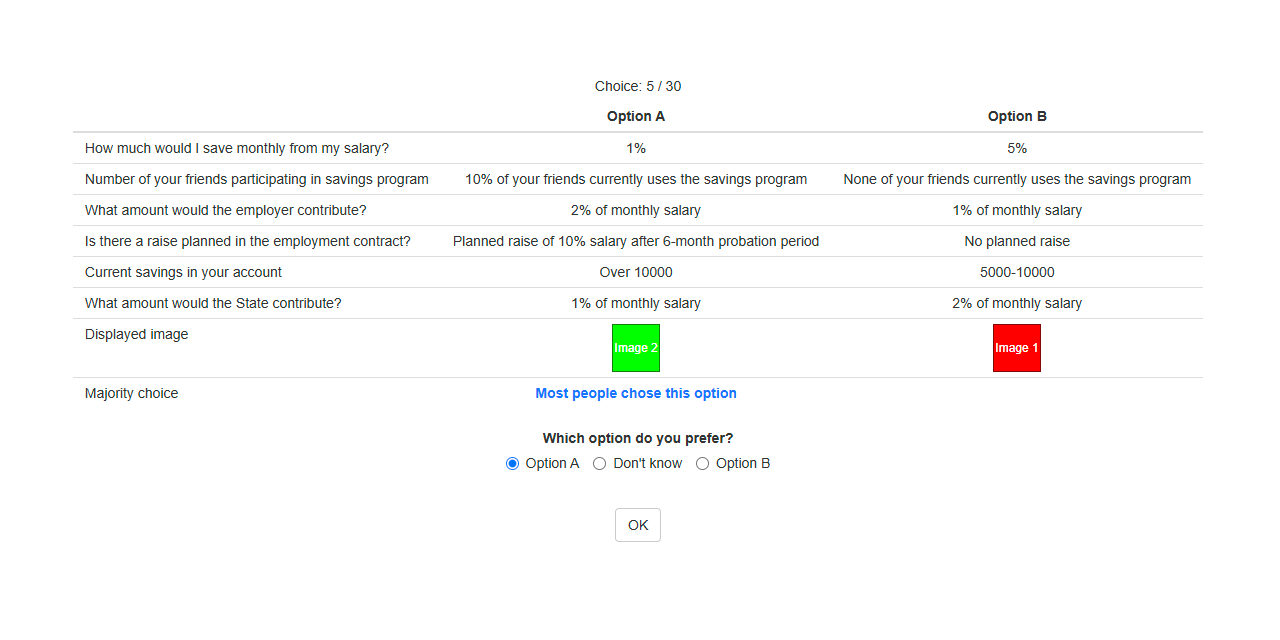 Choice: 5 / 30
Option A Option B
How much would I save monthly from my salary? 1% 5%
Number of your friends participating in savings program 10% of your friends currently uses the savings program None of your friends currently uses the savings program
What amount would the employer contribute? 2% of monthly salary 1% of monthly salary
Is there a raise planned in the employment contract? Planned raise of 10% salary after 6-month probation period No planned raise
Current savings in your account Over 10000 5000-10000
What amount would the State contribute? 1% of monthly salary 2% of monthly salary
Displayed image Image 2 Image 1
Majority choice Most people chose this option
Which option do you prefer?
Option A Don't know Option B
OK